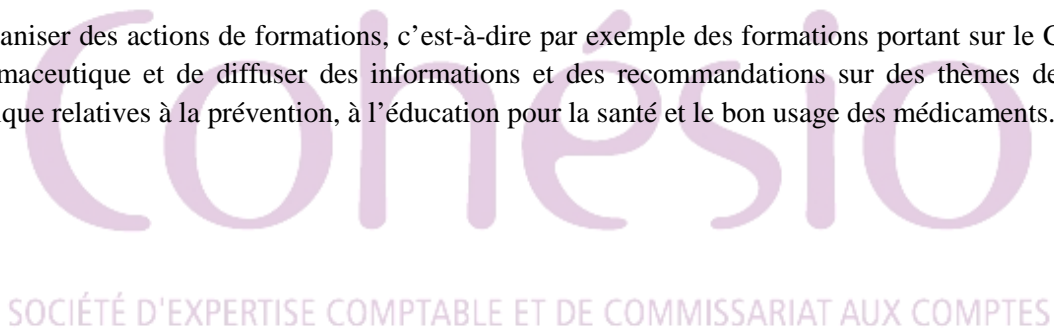 aniser des actions de formations, c’est-à-dire par exemple des formations portant sur le C
maceutique et de diffuser des informations et des recommandations sur des thèmes de
ique relatives à la prévention, à l’éducation pour la santé et le bon usage des médicaments.
Cohésio
SOCIÉTÉ D'EXPERTISE COMPTABLE ET DE COMMISSARIAT AUX COMPTES